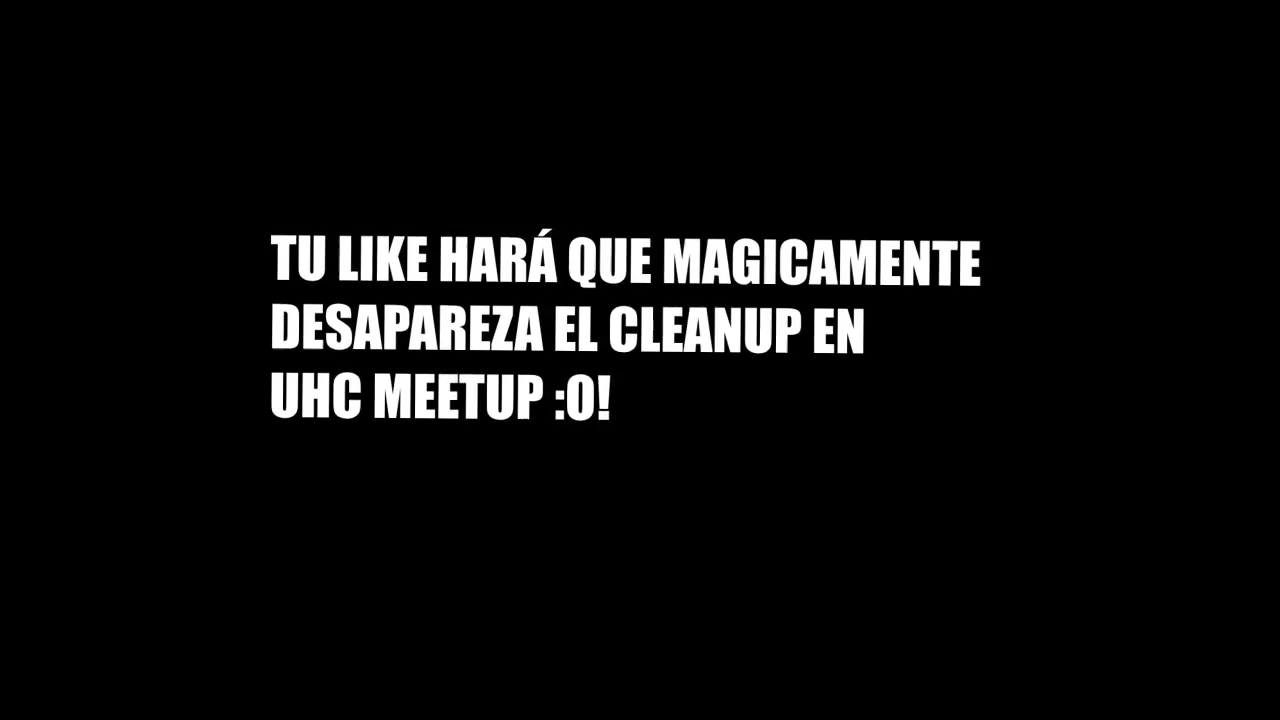 TU LIKE HARÁ QUE MAGICAMENTE
DESAPAREZA EL CLEANUP EN
UHC MEETUP :O!